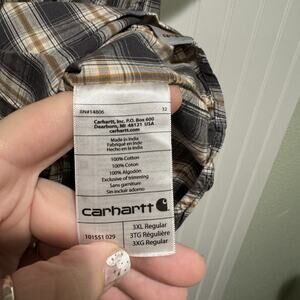 RN#14806 12
Carhartt, Inc. P.O. Box 600
Dearborn, MI 48121 USA
carhartt.com
Made in India
Fabriqué en Inde
Hecho en la India
100% Cotton
100% Coton
100% Algodón
Exclusive of trimming
Sans garniture
Sin incluir adorno
carhartt
101551 029
3XL Regular
3TG Régulière
3XG Regular